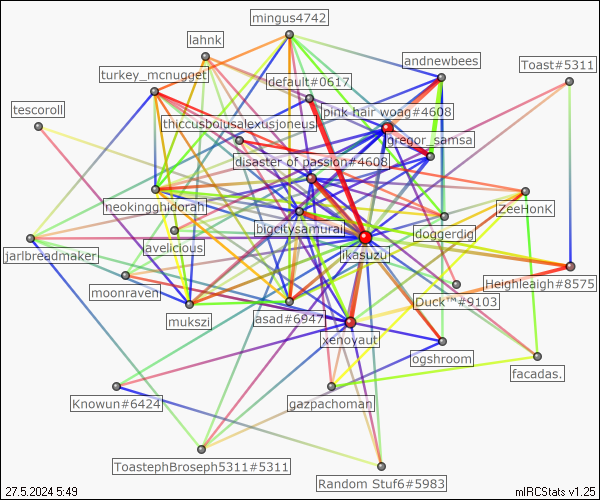 mingus4742
lahnk
andnewbees
Toast#5311
turkey_mcnugget
default#0617
tescoroll
pink hair woag#4608
thiccusboiusalexusjoneus
gregor_samsa
disaster of passion#4608
neokingghidorah
ZeeHonK
bigcitysamurai
doggerdig
lavelicious
jarlbreadmaker
ikasuzu
moonraven
Heighleaigh#8575
Duck™#9103
mukszi
asad#6947
xenoyaut
ogshroom
facadas.
Knowun#6424
gazpachoman
ToastephBroseph5311#5311
Random Stuf6#5983
27.5.2024 5:49
mIRCStats v1.25